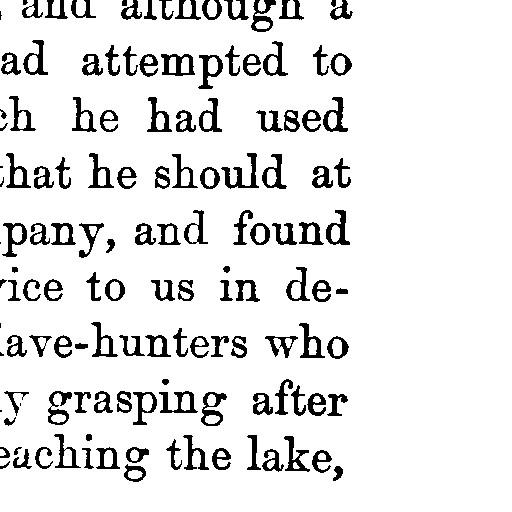 and although a
ad attempted to
ch he had used
that he should at
pany, and found
vice to us in de-
lave-hunters who
y grasping after
eaching the lake,